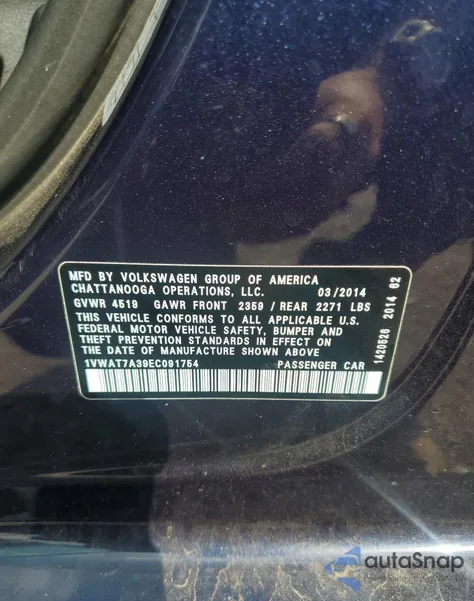 MFD BY VOLKSWAGEN GROUP OF AMERICA
CHATTANOOGA OPERATIONS, LLC. 03/2014
GVWR 4519 GAWR FRONT 2359 / REAR 2271 LBS
THIS VEHICLE CONFORMS TO ALL APPLICABLE U.S.
FEDERAL MOTOR VEHICLE SAFETY, BUMPER AND
THEFT PREVENTION STANDARDS IN EFFECT ON THE
DATE OF MANUFACTURE SHOWN ABOVE.
1VWAT7A39EC091754 PASSENGER CAR
1420526 2014 62
autoSnap